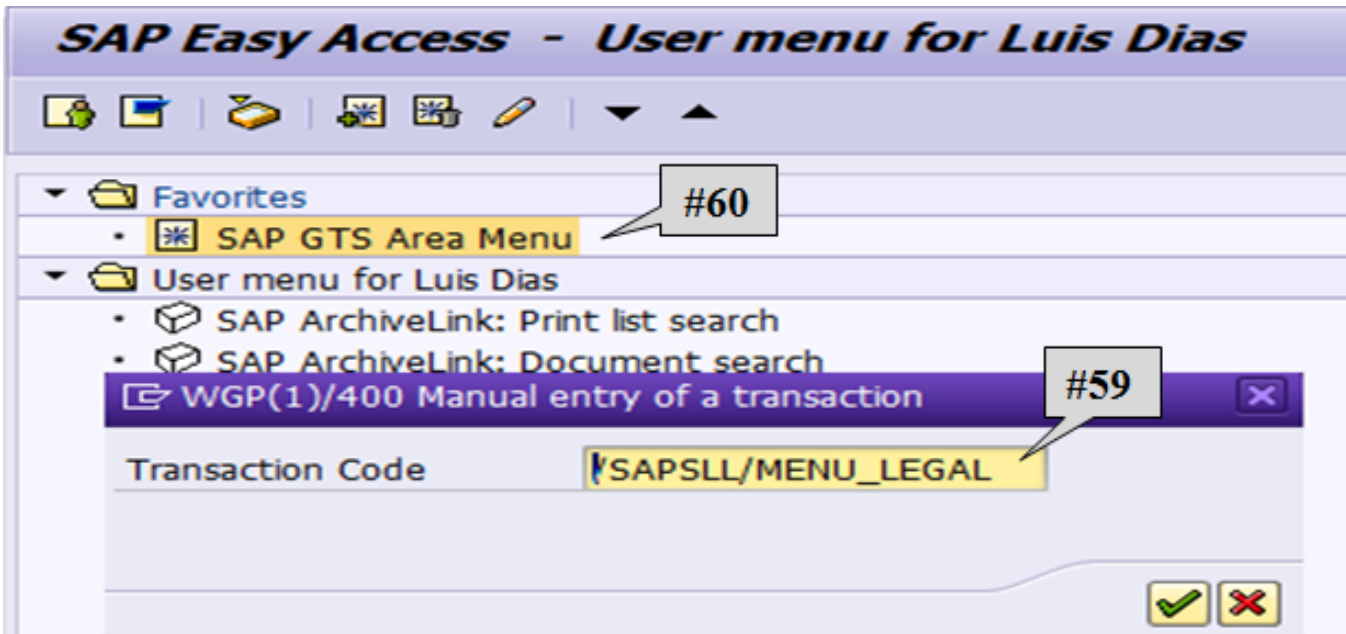 SAP Easy Access - User menu for Luis Dias
Favorites
#60
SAP GTS Area Menu
User menu for Luis Dias
SAP ArchiveLink: Print list search
SAP ArchiveLink: Document search
#59
WGP(1)/400 Manual entry of a transaction
Transaction Code /SAPSLL/MENU_LEGAL